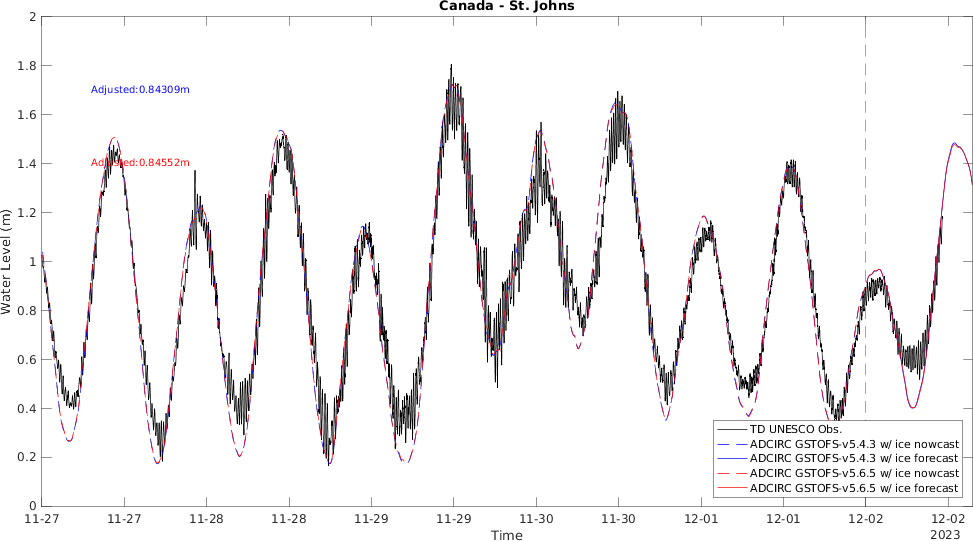 Canada - St. Johns
2
1.8
1.6
1.4
1.2
1
0.8
0.6
0.4
0.2
0
Water Level (m)
Adjusted:0.84309m
Adjusted:0.84552m
TD UNESCO Obs.
ADCIRC GSTOFS-v5.4.3 w/ ice nowcast
ADCIRC GSTOFS-v5.4.3 w/ ice forecast
ADCIRC GSTOFS-v5.6.5 w/ ice nowcast
ADCIRC GSTOFS-v5.6.5 w/ ice forecast
11-27 11-27 11-28 11-28 11-29 11-29 11-30 11-30 12-01 12-01 12-02 12-02
2023
Time